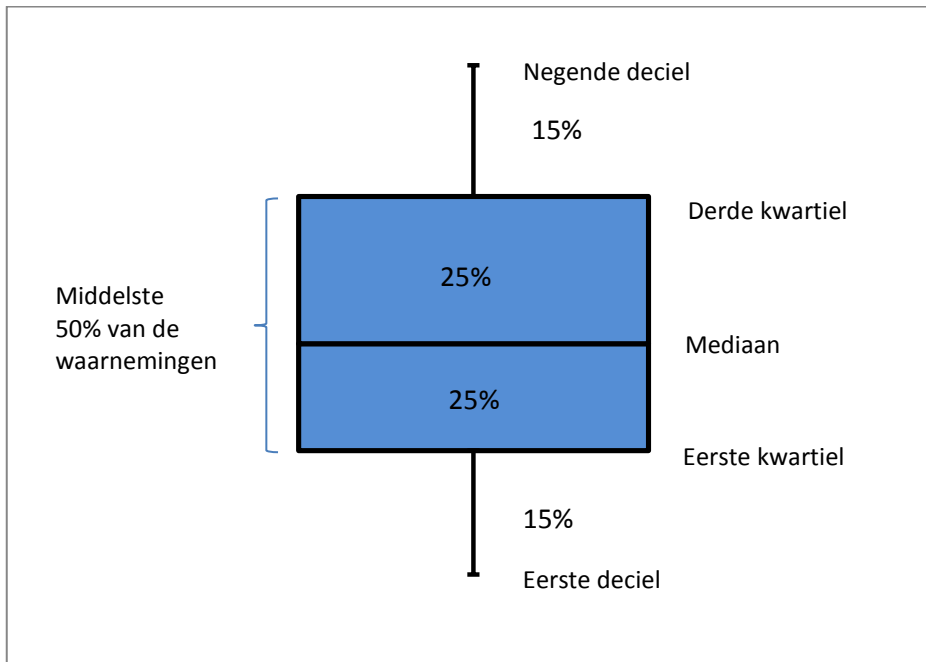 Negende deciel
15%
Derde kwartiel
25%
Middelste
50% van de
waarnemingen
Mediaan
25%
Eerste kwartiel
15%
Eerste deciel